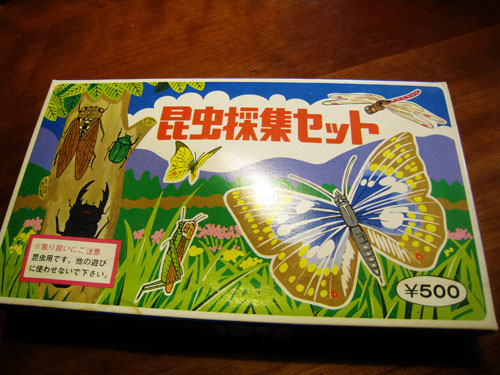 昆虫採集セット
※取り扱いにご注意
昆虫用です。他の遊び
に使わせないで下さい。
¥500